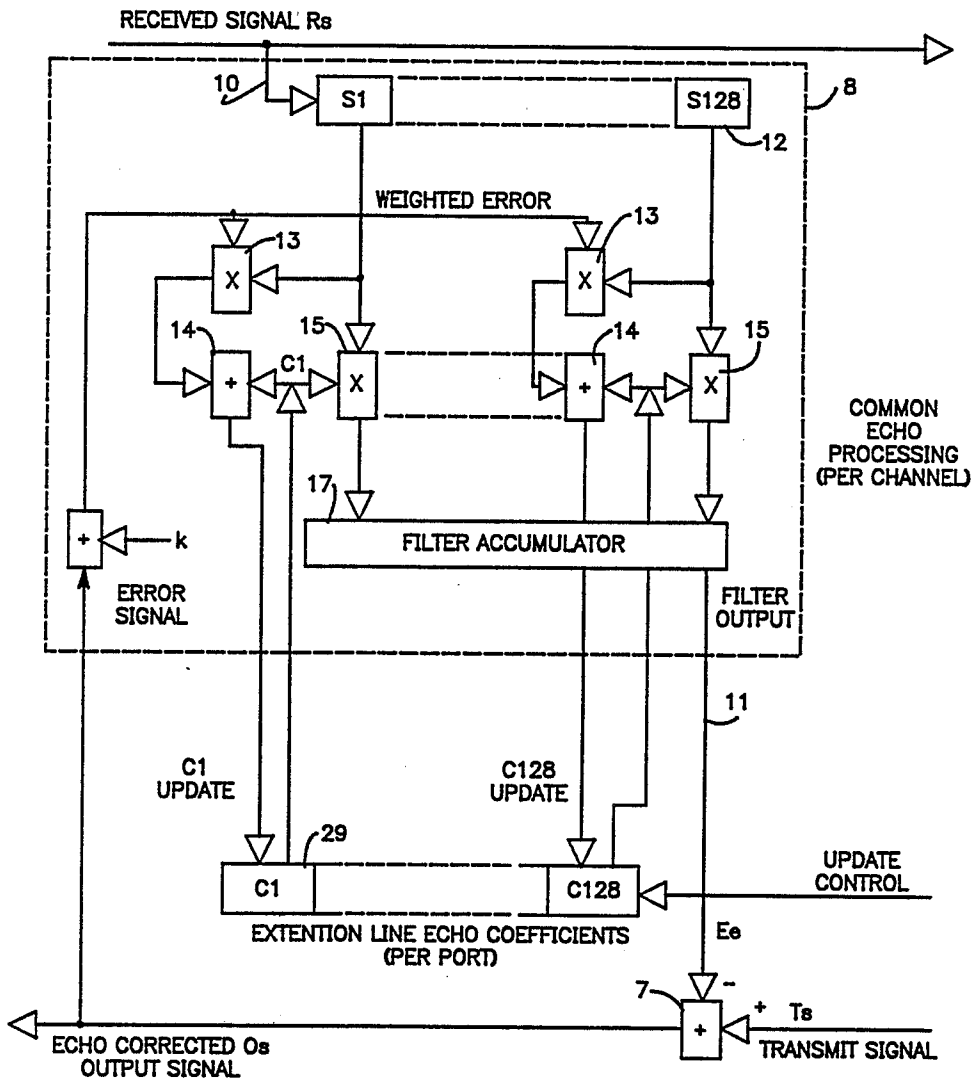 RECEIVED SIGNAL Rs
10
S1
S128
8
12
WEIGHTED ERROR
13
13
X
X
14
15
14
15
C1
+
X
+
X
COMMON
ECHO
PROCESSING
(PER CHANNEL)
17
FILTER ACCUMULATOR
+
k
ERROR
SIGNAL
FILTER
OUTPUT
11
C1
UPDATE
C128
UPDATE
29
C1
C128
UPDATE
CONTROL
EXTENTION LINE ECHO COEFFICIENTS
(PER PORT)
Ee
7
-
+
Ts
+
ECHO CORRECTED Os
OUTPUT SIGNAL
TRANSMIT SIGNAL